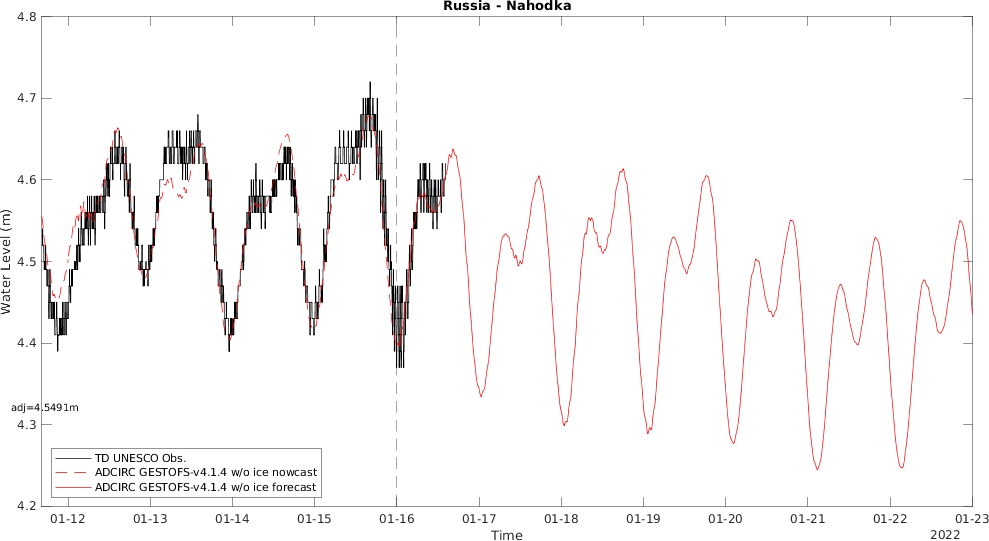 Russia - Nahodka
4.8
4.7
4.6
4.5
4.4
4.3
4.2
Water Level (m)
adj=4.5491m
TD UNESCO Obs.
ADCIRC GESTOFS-v4.1.4 w/o ice nowcast
ADCIRC GESTOFS-v4.1.4 w/o ice forecast
01-12 01-13 01-14 01-15 01-16 01-17 01-18 01-19 01-20 01-21 01-22 01-23
Time
2022